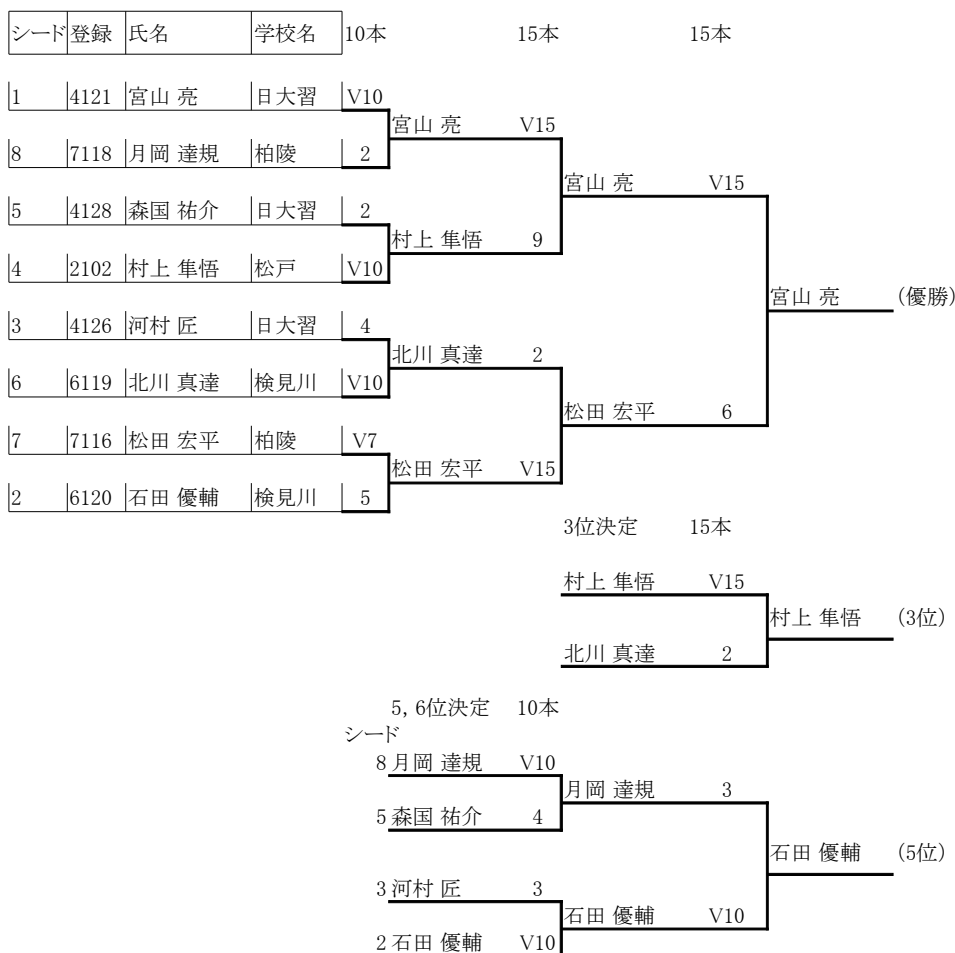 シード 登録 氏名 学校名 10本 15本 15本
1 4121 宮山 亮 日大習 V10
宮山 亮 V15
8 7118 月岡 達規 柏陵 2
宮山 亮 V15
5 4128 森国 祐介 日大習 2
村上 隼悟 9
4 2102 村上 隼悟 松戸 V10
宮山 亮 (優勝)
3 4126 河村 匠 日大習 4
北川 真達 2
6 6119 北川 真達 検見川 V10
松田 宏平 6
7 7116 松田 宏平 柏陵 V7
松田 宏平 V15
2 6120 石田 優輔 検見川 5
3位決定 15本
村上 隼悟 V15
村上 隼悟 (3位)
北川 真達 2
5, 6位決定 10本
シード
8 月岡 達規 V10
月岡 達規 3
5 森国 祐介 4
石田 優輔 (5位)
3 河村 匠 3
石田 優輔 V10
2 石田 優輔 V10